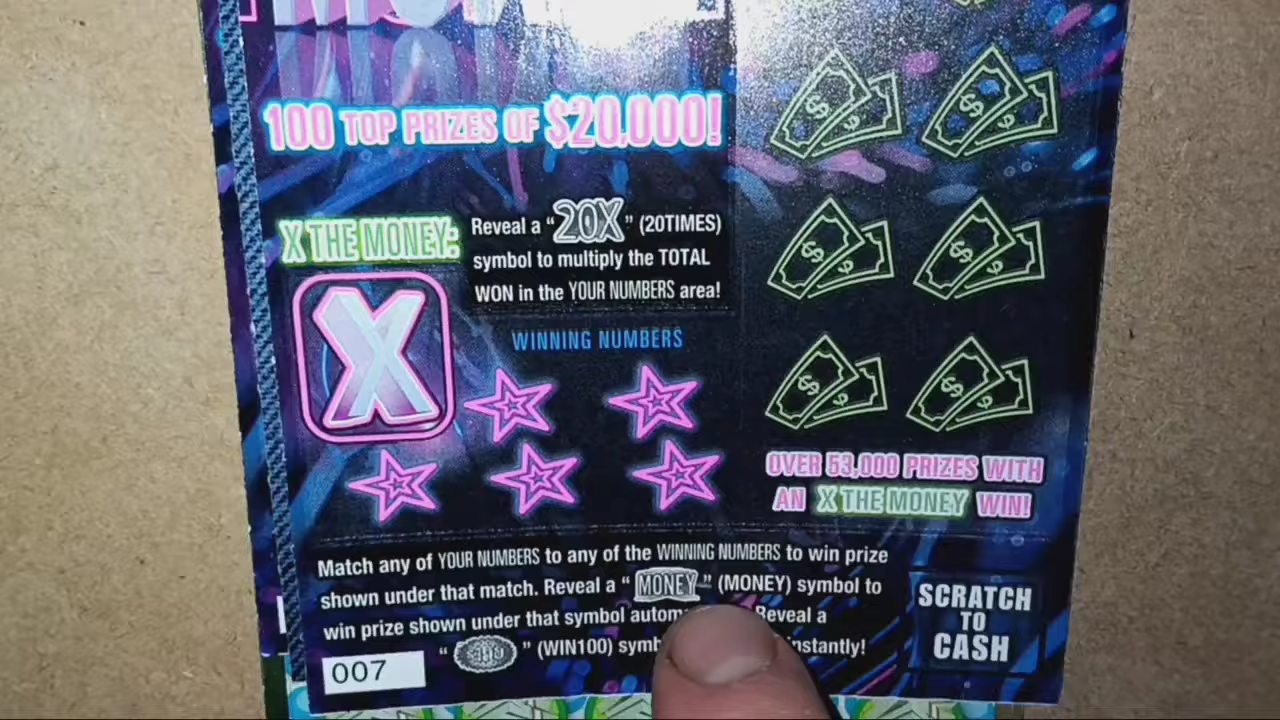 100 TOP PRIZES OF $20,000!
X THE MONEY:
Reveal a "20X" (20TIMES)
symbol to multiply the TOTAL
WON in the YOUR NUMBERS area!
X
WINNING NUMBERS
OVER 53,000 PRIZES WITH
AN X THE MONEY WIN!
Match any of YOUR NUMBERS to any of the WINNING NUMBERS to win prize
shown under that match. Reveal a "MONEY" (MONEY) symbol to
win prize shown under that symbol Reveal a
" " (WIN100) instantly!
SCRATCH
TO
CASH
007